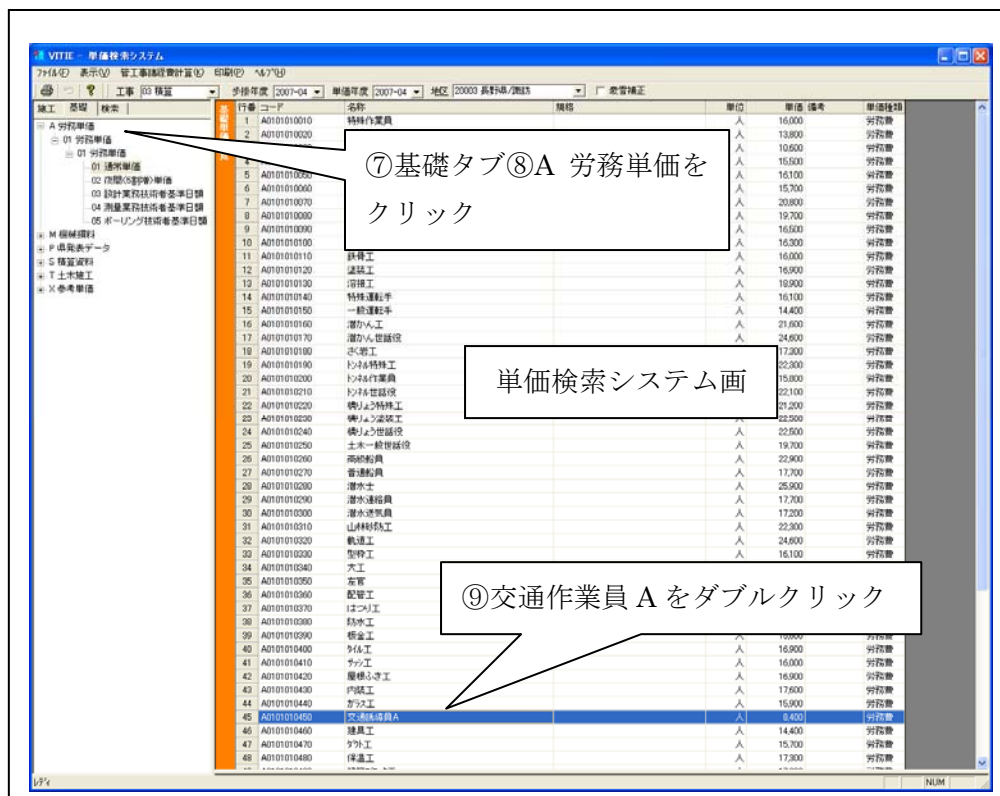 VITIE - 単価検索システム
ファイル(F) 表示(V) 管工事諸経費計算(K) 印刷(P) ヘルプ(H)
工事 03 積算 歩掛年度 2007-04 単価年度 2007-04 地区 20003 長野県/諏訪 豪雪補正
施工 基礎 検索
A 労務単価
01 労務単価
01 労務単価
01 通常単価
02 夜間(5割増)単価
03 設計業務技術者基準日額
04 測量業務技術者基準日額
05 ボーリング技術者基準日額
M 機械損料
P 県発表データ
S 積算資料
T 土木施工
X 参考単価
行番 コード 名称 規格 単位 単価 備考 単価種類
1 A0101010010 特殊作業員 人 16,000 労務費
2 A0101010020 人 13,800 労務費
人 10,600 労務費
人 15,500 労務費
5 A0101010050 人 16,100 労務費
6 A0101010060 人 15,700 労務費
7 A0101010070 人 20,800 労務費
8 A0101010080 人 19,700 労務費
9 A0101010090 人 16,500 労務費
10 A0101010100 人 16,300 労務費
11 A0101010110 鉄骨工 人 16,000 労務費
12 A0101010120 塗装工 人 16,900 労務費
13 A0101010130 溶接工 人 18,900 労務費
14 A0101010140 特殊運転手 人 16,100 労務費
15 A0101010150 一般運転手 人 14,400 労務費
16 A0101010160 潜かん工 人 21,600 労務費
17 A0101010170 潜かん世話役 人 24,600 労務費
18 A0101010180 さく岩工 17,300 労務費
19 A0101010190 トンネル特殊工 22,300 労務費
20 A0101010200 トンネル作業員 15,800 労務費
21 A0101010210 トンネル世話役 22,100 労務費
22 A0101010220 橋りょう特殊工 21,200 労務費
23 A0101010230 橋りょう塗装工 22,500 労務費
24 A0101010240 橋りょう世話役 人 22,500 労務費
25 A0101010250 土木一般世話役 人 19,700 労務費
26 A0101010260 高級船員 人 22,900 労務費
27 A0101010270 普通船員 人 17,700 労務費
28 A0101010280 潜水士 人 25,900 労務費
29 A0101010290 潜水連絡員 人 17,700 労務費
30 A0101010300 潜水送気員 人 17,200 労務費
31 A0101010310 山林砂防工 人 22,300 労務費
32 A0101010320 軌道工 人 24,600 労務費
33 A0101010330 型枠工 人 16,100 労務費
34 A0101010340 大工
35 A0101010350 左官
36 A0101010360 配管工
37 A0101010370 はつり工
38 A0101010380 防水工
39 A0101010390 板金工 人 労務費
40 A0101010400 タイル工 人 16,900 労務費
41 A0101010410 サッシ工 人 16,000 労務費
42 A0101010420 屋根ふき工 人 16,900 労務費
43 A0101010430 内装工 人 17,600 労務費
44 A0101010440 ガラス工 人 15,900 労務費
45 A0101010450 交通誘導員A 人 8,400 労務費
46 A0101010460 建具工 人 14,400 労務費
47 A0101010470 ダクト工 人 15,700 労務費
48 A0101010480 保温工 人 17,300 労務費
⑦基礎タブ⑧A 労務単価を
クリック
単価検索システム画
⑨交通作業員 A をダブルクリック
レディ NUM